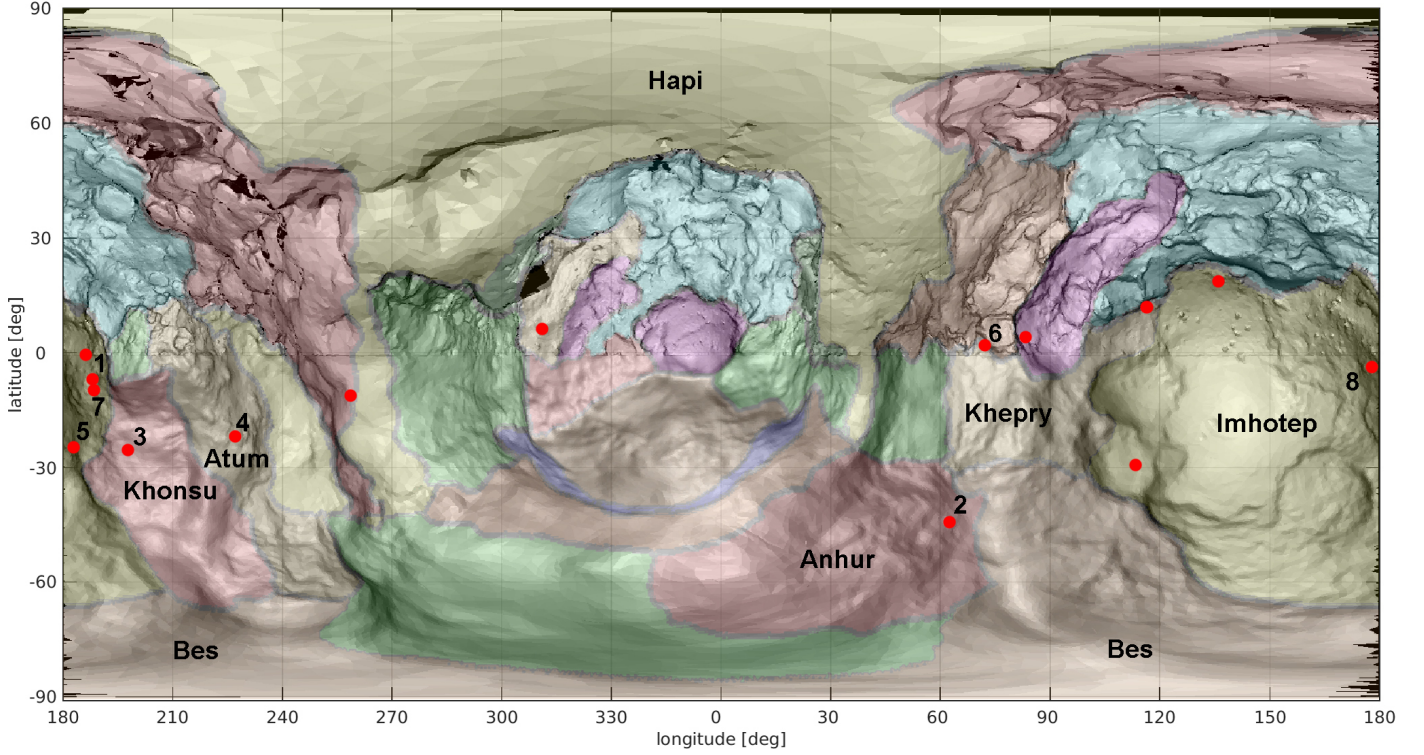 90
60
30
0
-30
-60
-90
latitude [deg]
Hapi
1
7
5
3
4
Atum
Khonsu
Bes
6
Khepry
Imhotep
8
2
Anhur
Bes
180 210 240 270 300 330 0 30 60 90 120 150 180
longitude [deg]